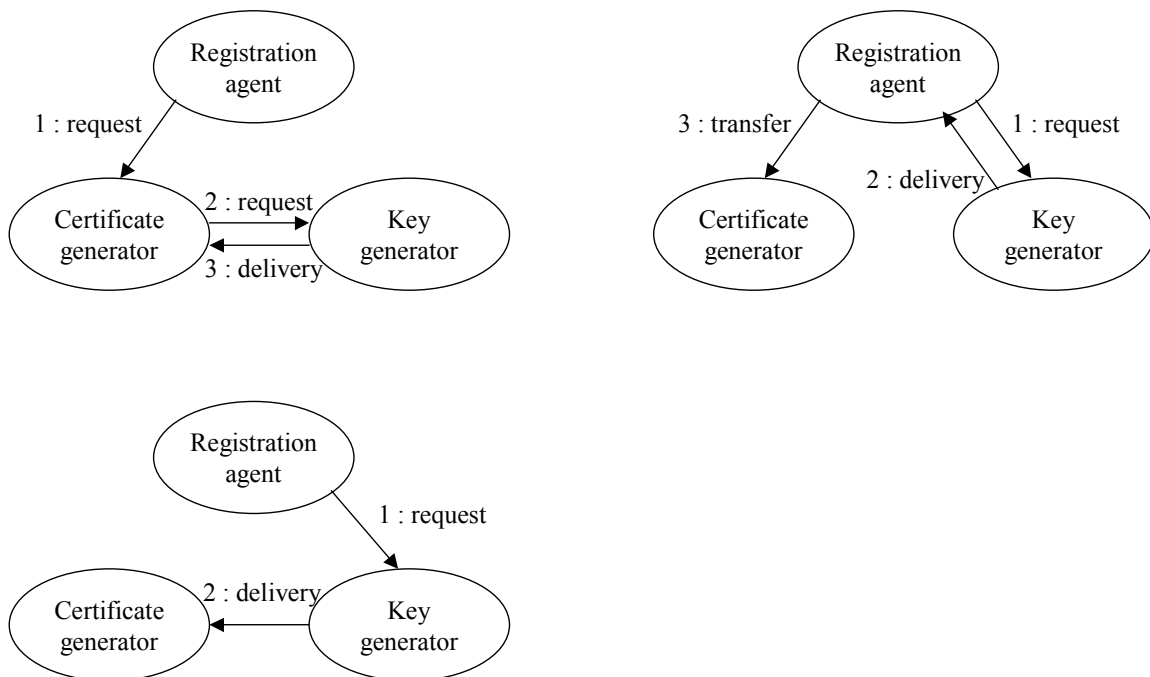 Registration
agent
1 : request
Certificate
generator
2 : request
3 : delivery
Key
generator
Registration
agent
3 : transfer
1 : request
2 : delivery
Certificate
generator
Key
generator
Registration
agent
1 : request
Certificate
generator
2 : delivery
Key
generator